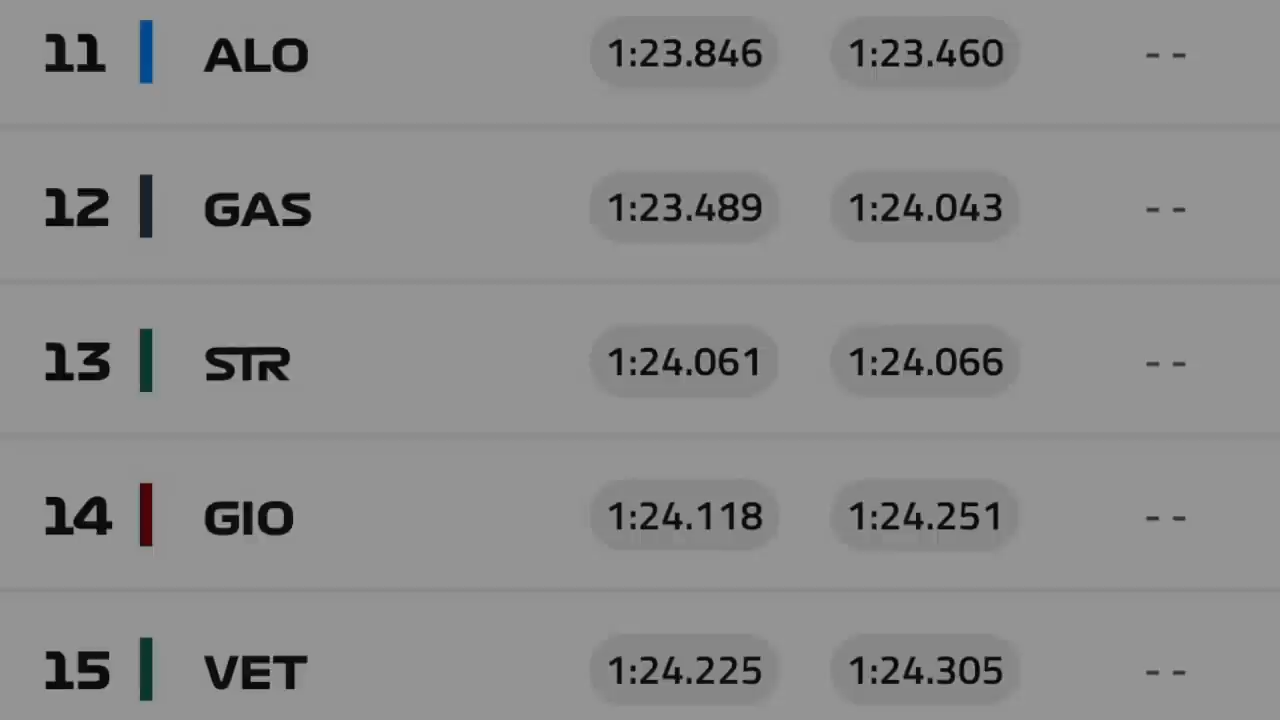 11 ALO 1:23.846 1:23.460 --
12 GAS 1:23.489 1:24.043 --
13 STR 1:24.061 1:24.066 --
14 GIO 1:24.118 1:24.251 --
15 VET 1:24.225 1:24.305 --